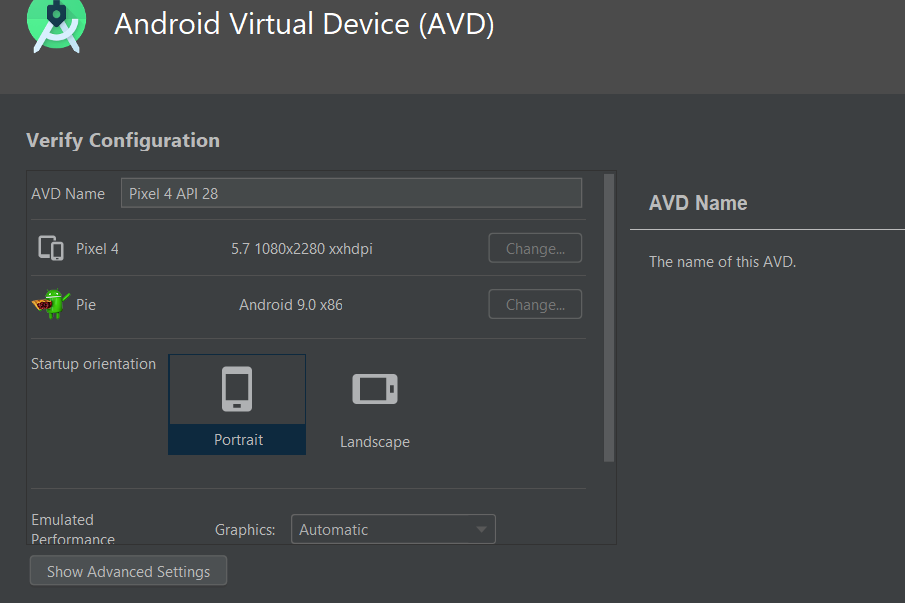 Android Virtual Device (AVD)
Verify Configuration
AVD Name Pixel 4 API 28
Pixel 4 5.7 1080x2280 xxhdpi Change...
Pie Android 9.0 x86 Change...
Startup orientation
Portrait
Landscape
Emulated
Performance
Graphics: Automatic
Show Advanced Settings
AVD Name
The name of this AVD.